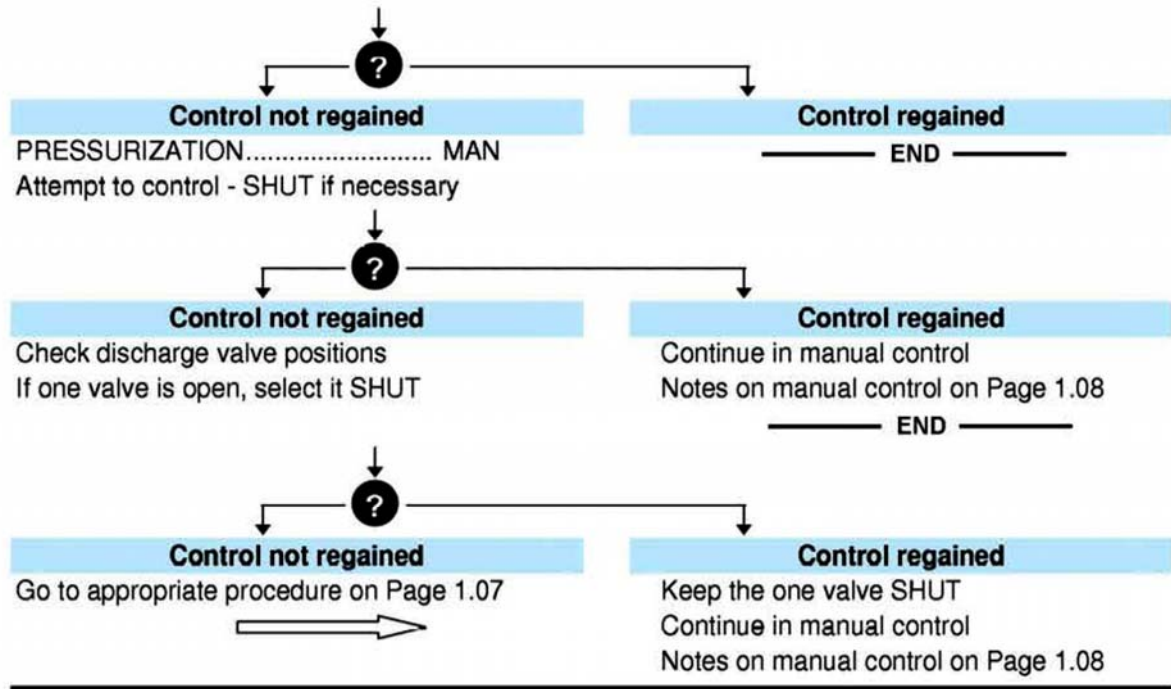 ?
Control not regained
PRESSURIZATION.......................... MAN
Attempt to control - SHUT if necessary
Control regained
END
?
Control not regained
Check discharge valve positions
If one valve is open, select it SHUT
Control regained
Continue in manual control
Notes on manual control on Page 1.08
END
?
Control not regained
Go to appropriate procedure on Page 1.07
Control regained
Keep the one valve SHUT
Continue in manual control
Notes on manual control on Page 1.08